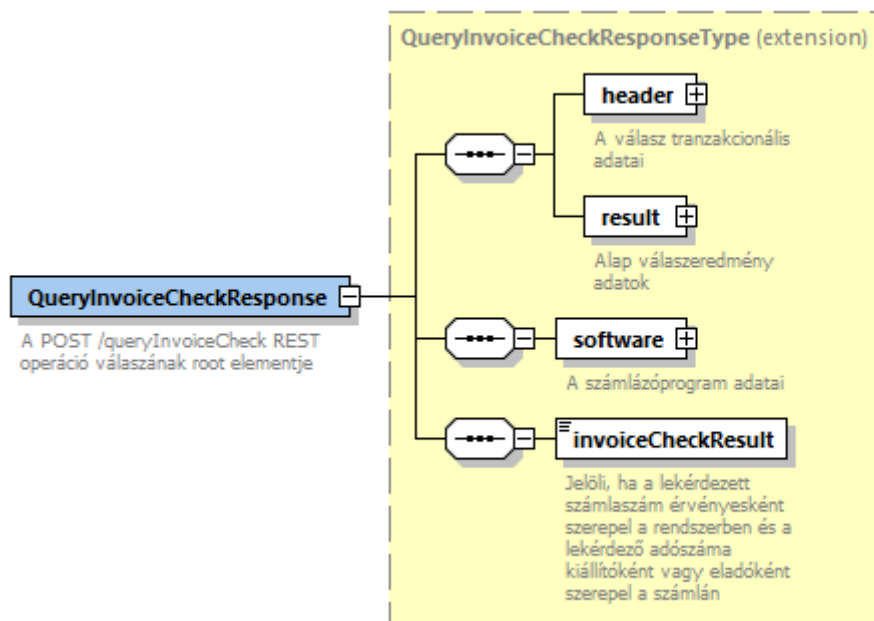 QueryInvoiceCheckResponseType (extension)
header
A válasz tranzakcionális
adatai
result
Alap válaszeredmény
adatok
QueryInvoiceCheckResponse
A POST /queryInvoiceCheck REST
operáció válaszának root elementje
software
A számlázóprogram adatai
invoiceCheckResult
Jelöli, ha a lekérdezett
számlaszám érvényesként
szerepel a rendszerben és a
lekérdező adószáma
kiállítóként vagy eladóként
szerepel a számlán